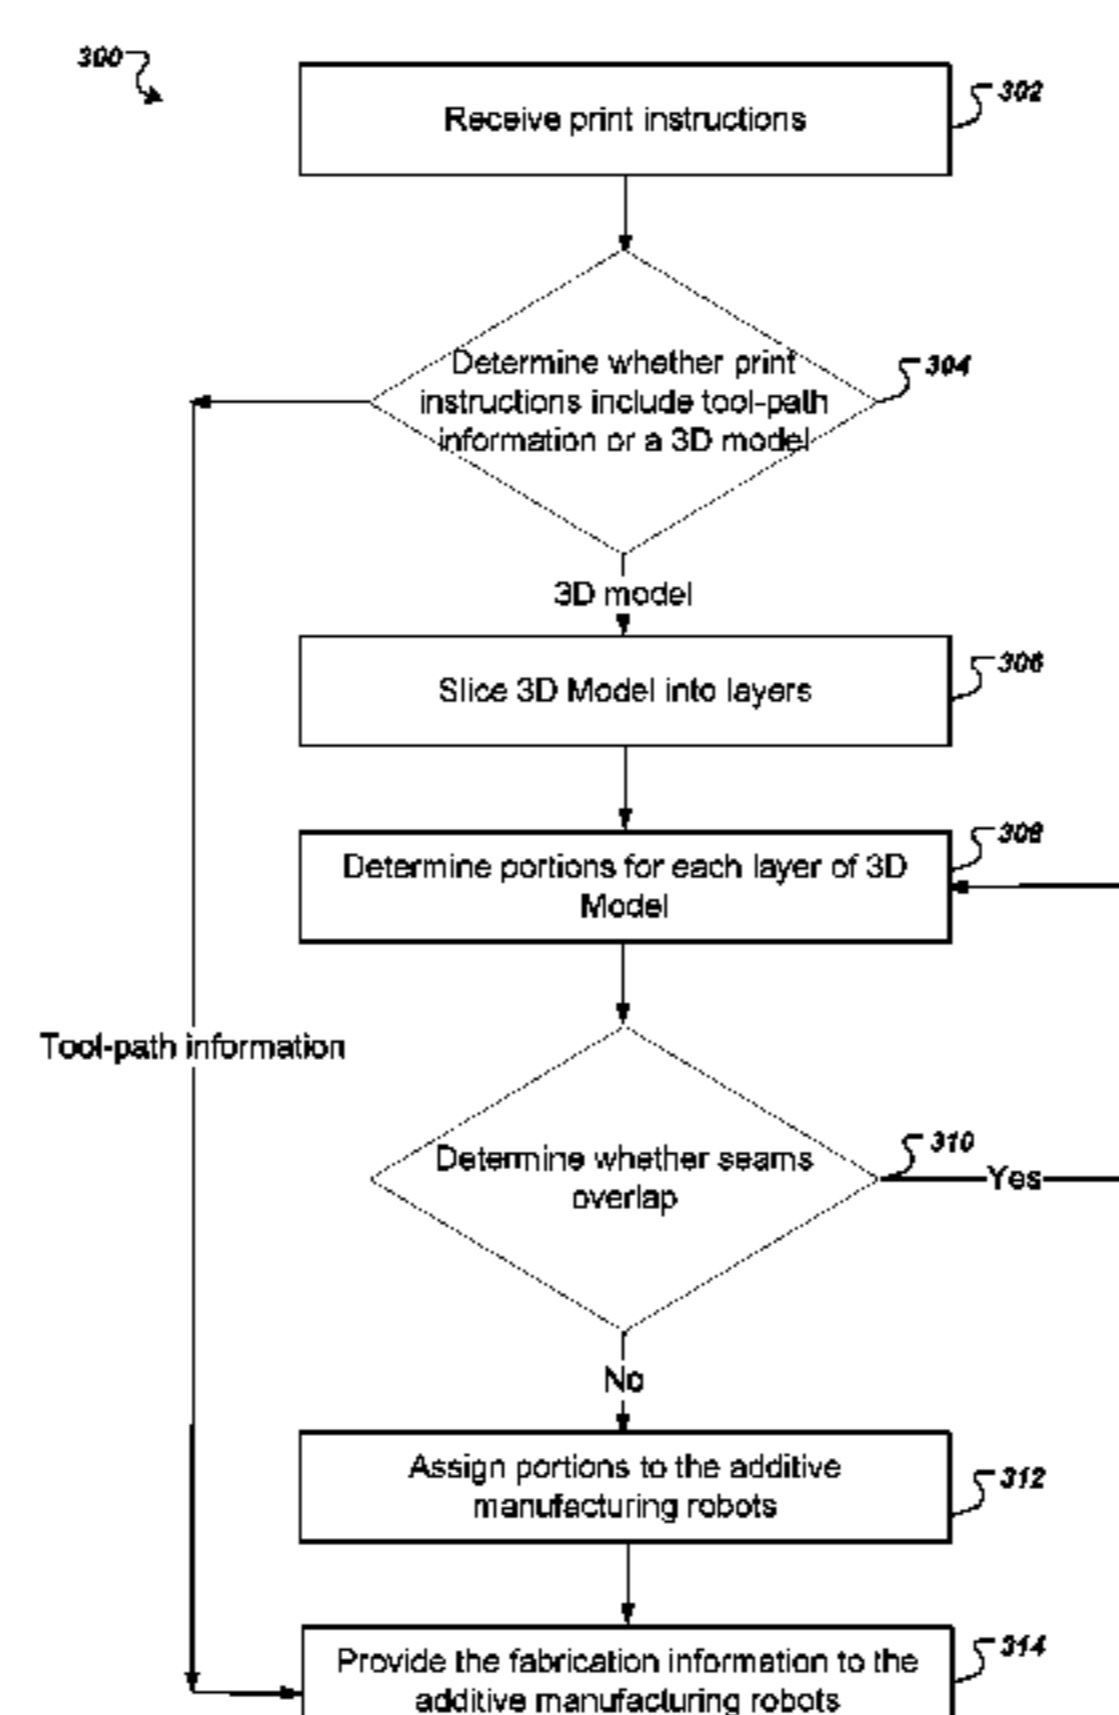 300
Receive print instructions
302
Determine whether print
instructions include tool-path
information or a 3D model
304
3D model
Slice 3D Model into layers
306
Determine portions for each layer of 3D
Model
308
Tool-path information
Determine whether seams
overlap
310
Yes
No
Assign portions to the additive
manufacturing robots
312
Provide the fabrication information to the
additive manufacturing robots
314